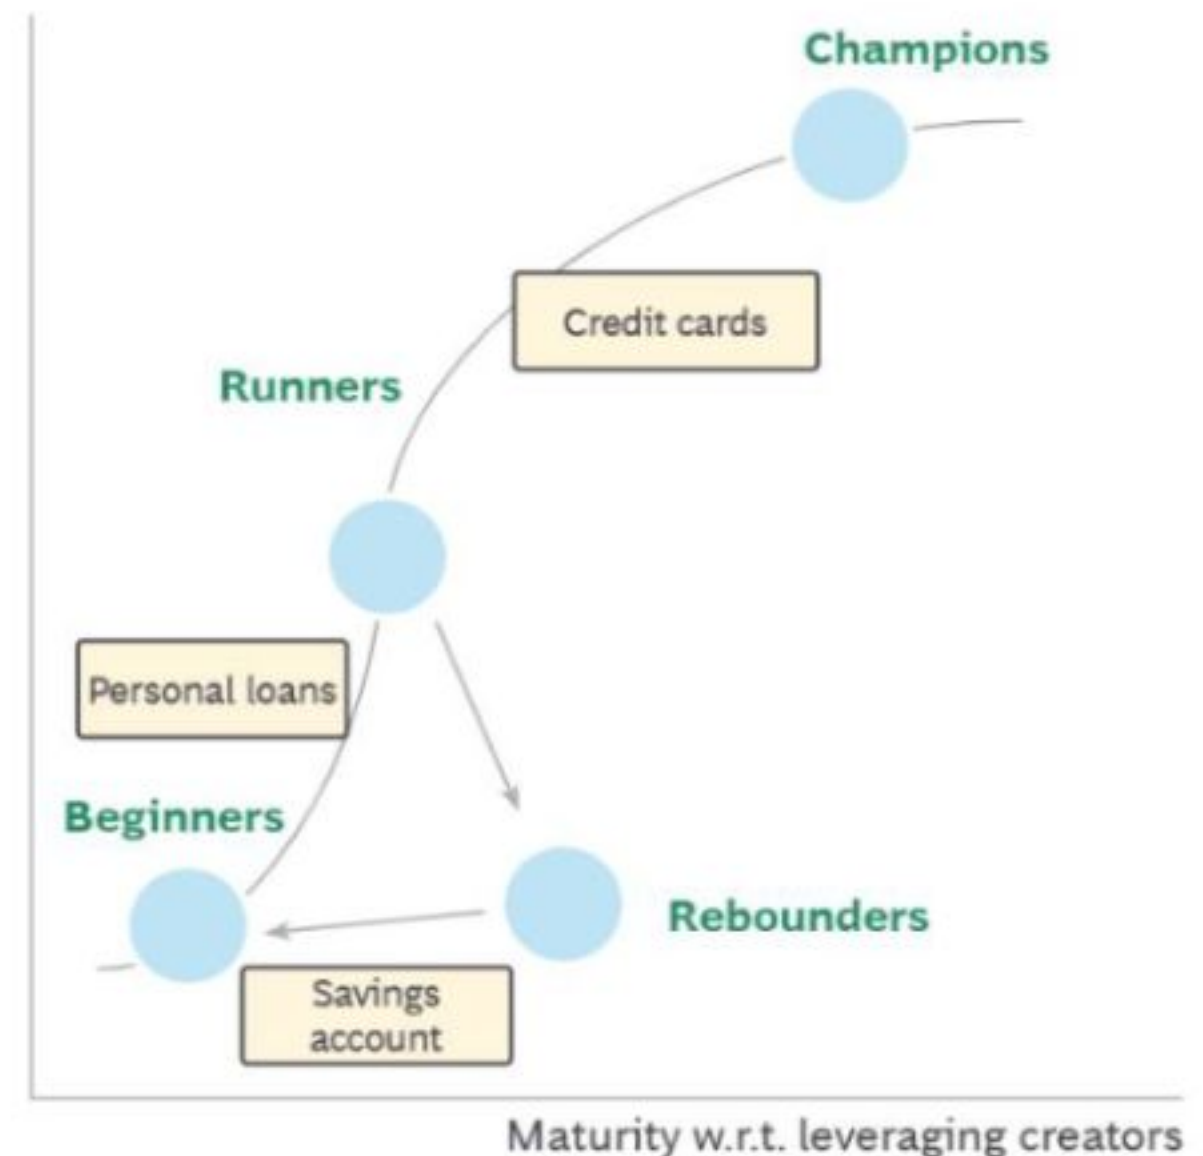 Champions
Credit cards
Runners
Personal loans
Beginners
Rebounders
Savings
account
Maturity w.r.t. leveraging creators